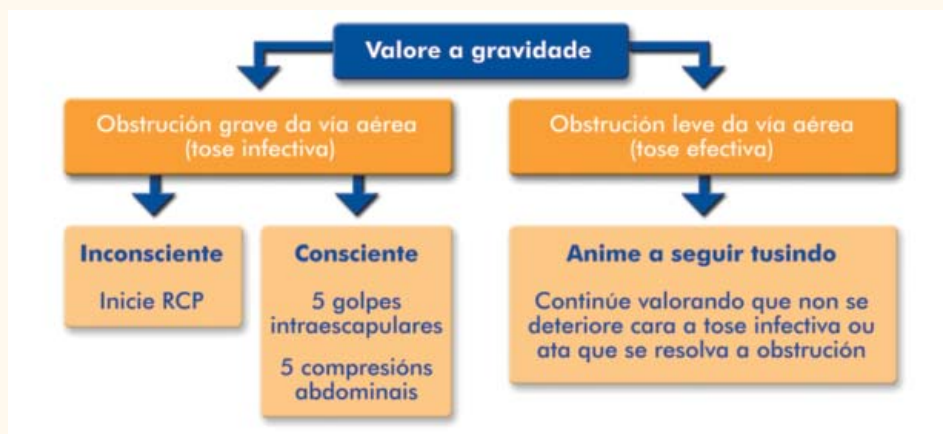 Valore a gravidade
Obstrución grave da vía aérea
(tose infectiva)
Obstrución leve da vía aérea
(tose efectiva)
Inconsciente
Inicie RCP
Consciente
5 golpes
intraescapulares
5 compresións
abdominais
Anime a seguir tusindo
Continúe valorando que non se
deteriore cara a tose infectiva ou
ata que se resolva a obstrución